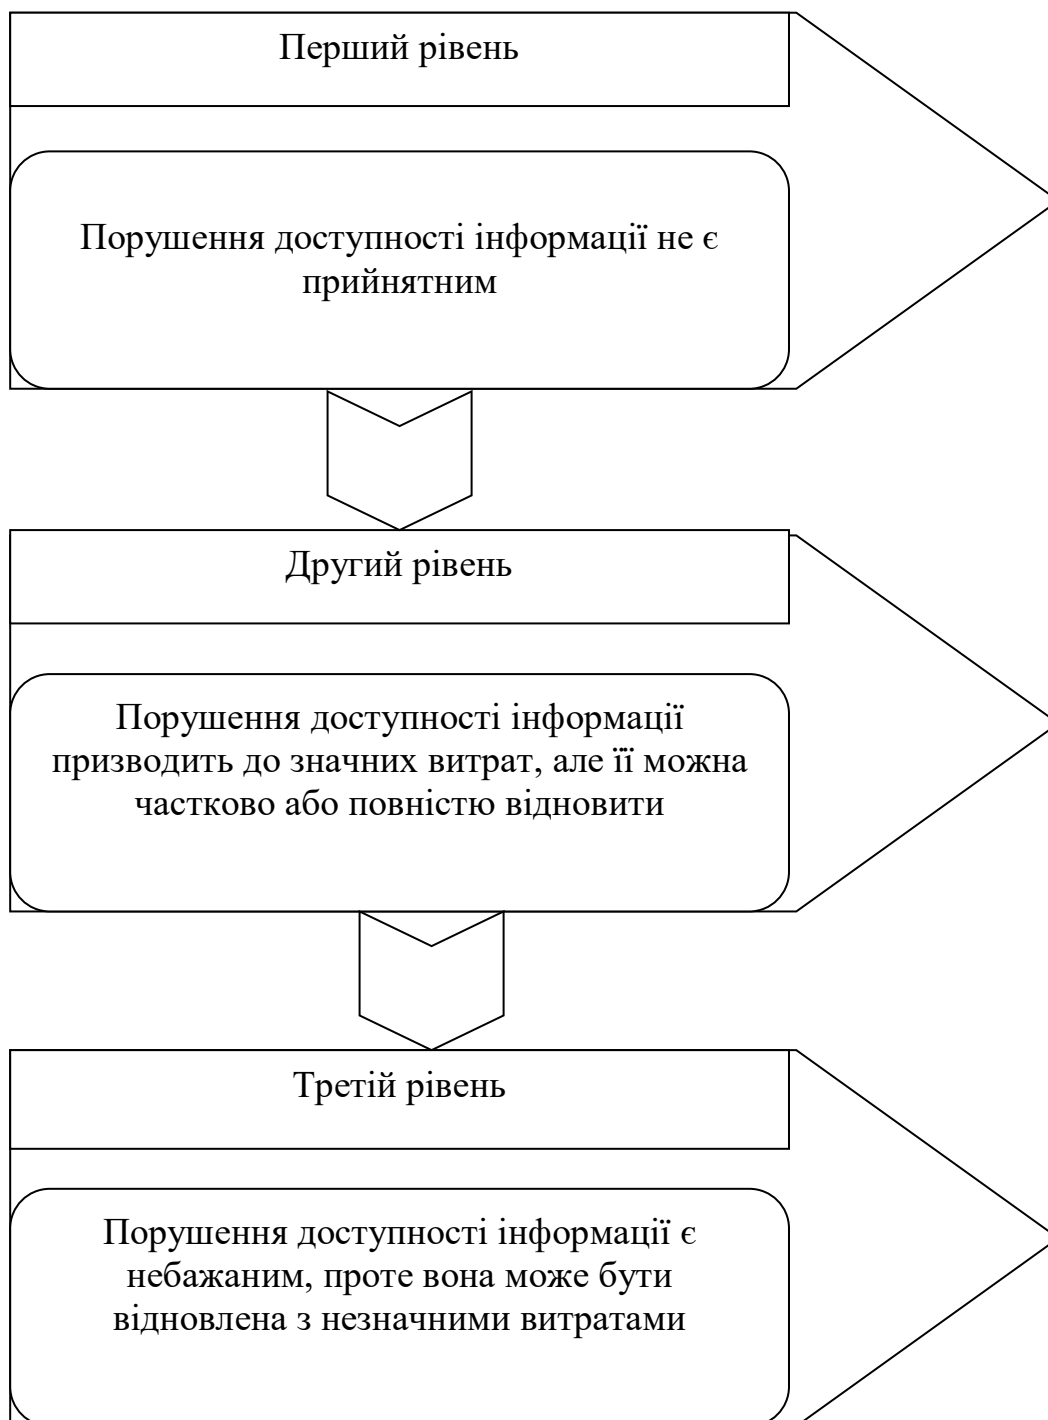 Перший рівень
Порушення доступності інформації не є
прийнятним
Другий рівень
Порушення доступності інформації
призводить до значних витрат, але її можна
частково або повністю відновити
Третій рівень
Порушення доступності інформації є
небажаним, проте вона може бути
відновлена з незначними витратами